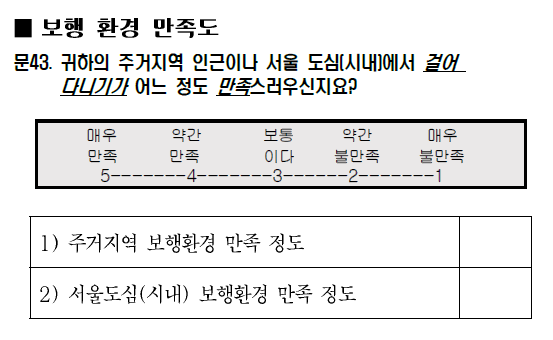 ■ 보행 환경 만족도
문43. 귀하의 주거지역 인근이나 서울 도심(시내)에서 걸어
다니기가 어느 정도 만족스러우신지요?
매우 약간 보통 약간 매우
만족 만족 이다 불만족 불만족
5-------4-------3------2-------1
1) 주거지역 보행환경 만족 정도
2) 서울도심(시내) 보행환경 만족 정도